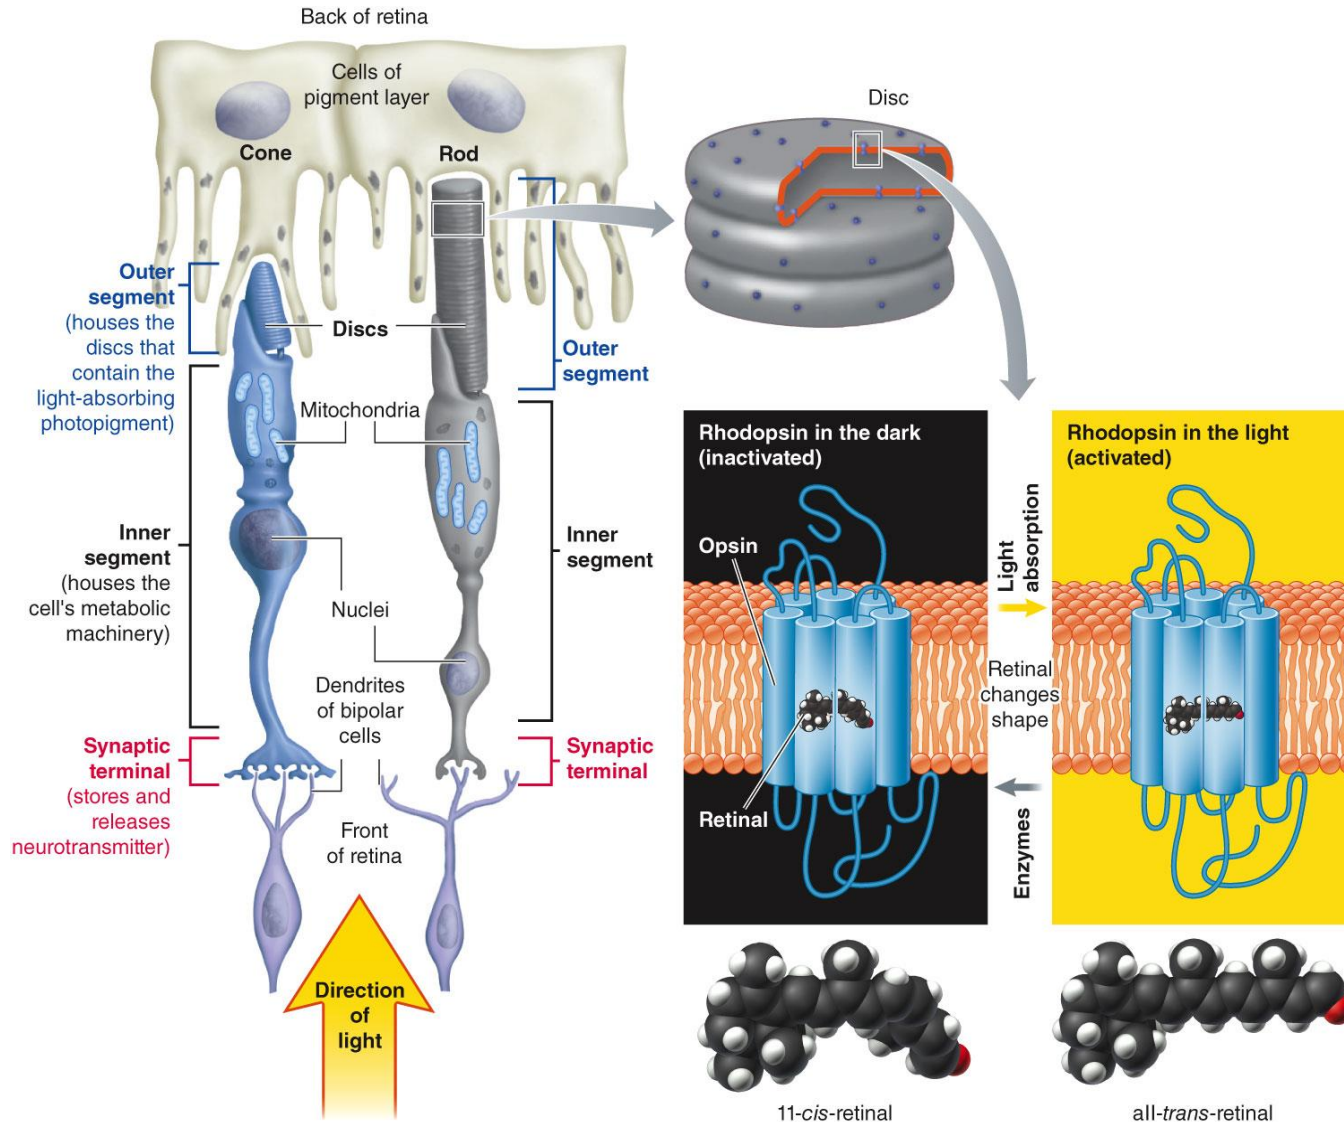 Back of retina
Cells of
pigment layer
Cone
Rod
Disc
Outer
segment
(houses the
discs that
contain the
light-absorbing
photopigment)
Discs
Outer
segment
Mitochondria
Inner
segment
(houses the
cell's metabolic
machinery)
Inner
segment
Nuclei
Dendrites
of bipolar
cells
Synaptic
terminal
(stores and
releases
neurotransmitter)
Synaptic
terminal
Front
of retina
Direction
of
light
Rhodopsin in the dark
(inactivated)
Opsin
Retinal
Light
absorption
Retinal
changes
shape
Enzymes
Rhodopsin in the light
(activated)
11-cis-retinal
all-trans-retinal